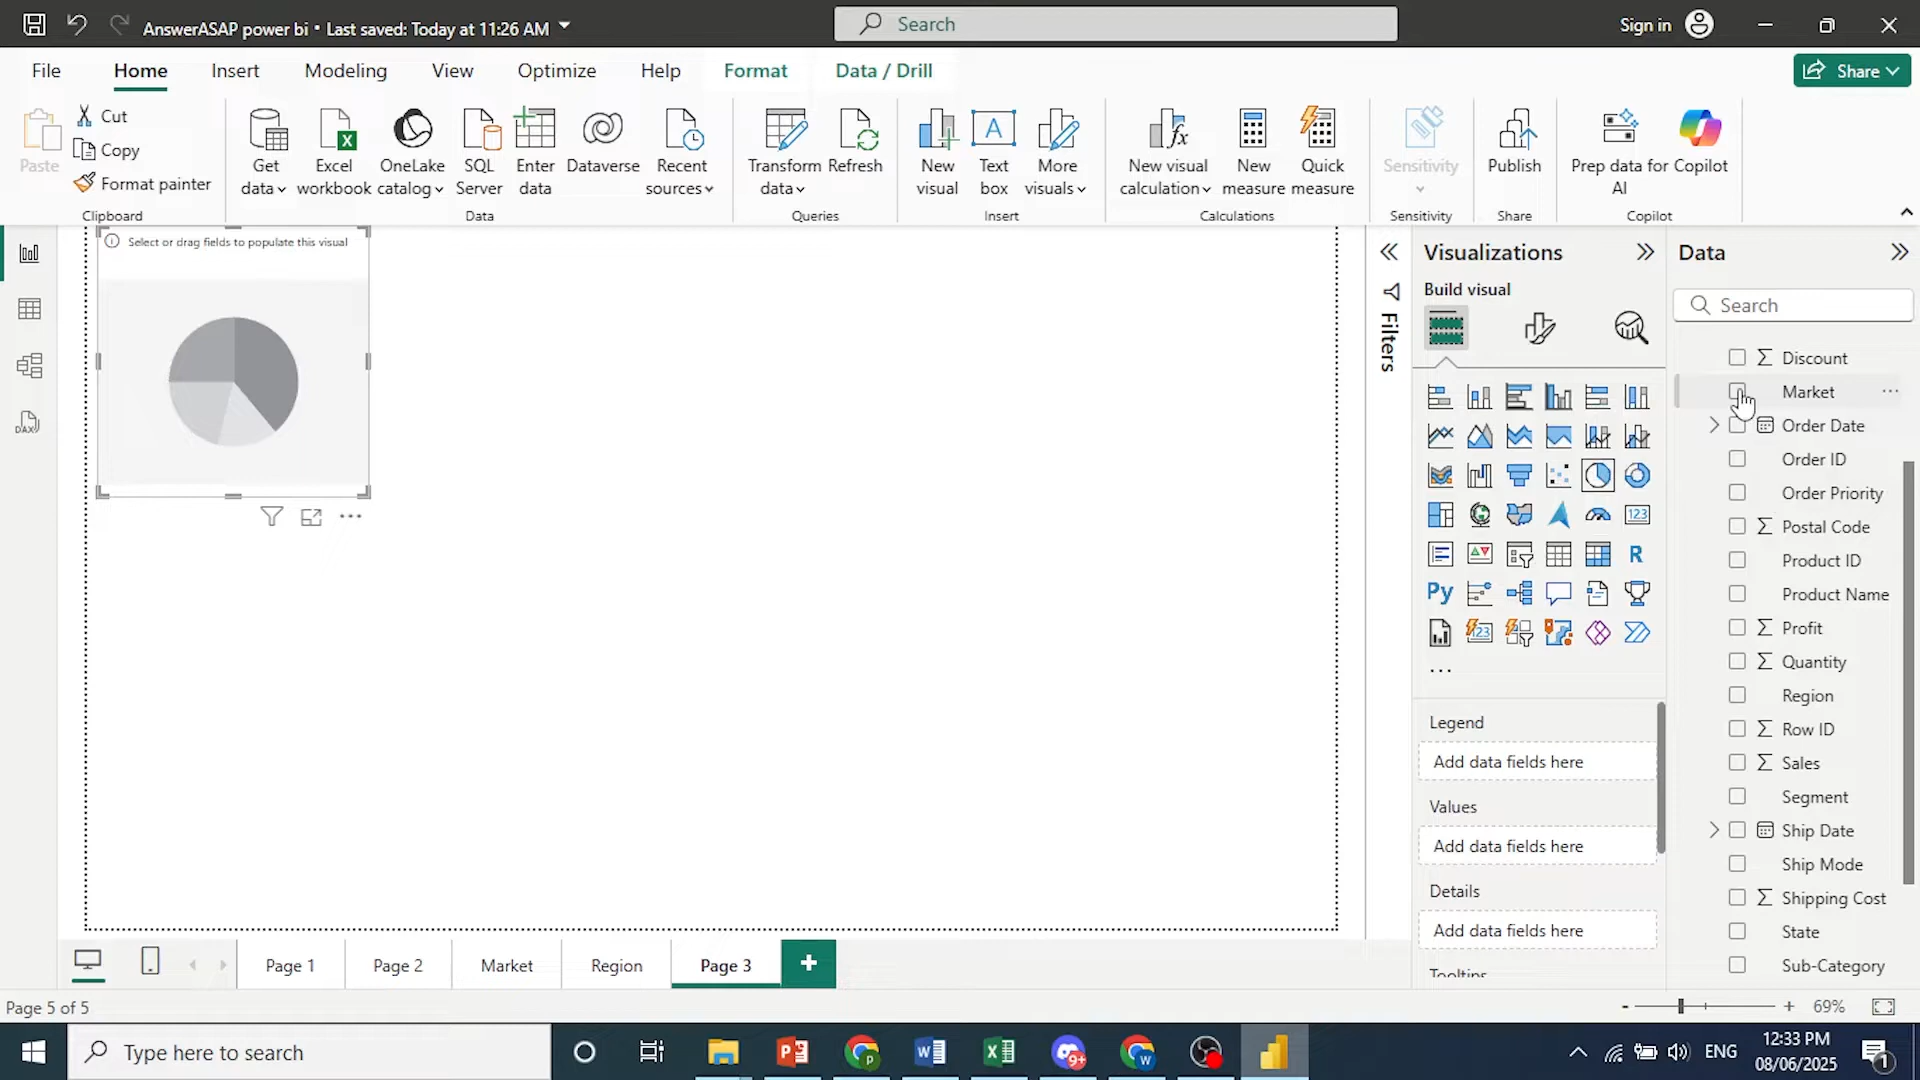 AnswerASAP power bi • Last saved: Today at 11:26 AM
Search
Sign in
File
Home
Insert
Modeling
View
Optimize
Help
Format
Data / Drill
Share
Paste
Cut
Copy
Format painter
Clipboard
Get data
Excel workbook
OneLake catalog
SQL Server
Enter data
Dataverse
Recent sources
Data
Transform data
Refresh
Queries
New visual
Text box
More visuals
Insert
New visual calculation
New measure
Quick measure
Calculations
Sensitivity
Sensitivity
Publish
Share
Prep data for AI
Copilot
Copilot
Select or drag fields to populate this visual
Filters
Visualizations
Build visual
123
R
Py
123
...
Legend
Add data fields here
Values
Add data fields here
Details
Add data fields here
Tooltips
Data
Search
Discount
Market
Order Date
Order ID
Order Priority
Postal Code
Product ID
Product Name
Profit
Quantity
Region
Row ID
Sales
Segment
Ship Date
Ship Mode
Shipping Cost
State
Sub-Category
DAX
Page 1
Page 2
Market
Region
Page 3
+
Page 5 of 5
- + 69%
Type here to search
9+
ENG
12:33 PM
08/06/2025
1